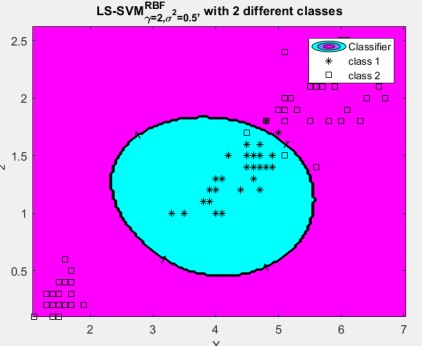 LS-SVM^RBF_γ=2,σ²=0.5, with 2 different classes
Classifier
class 1
class 2
2.5
2
1.5
1
0.5
2 3 4 5 6 7